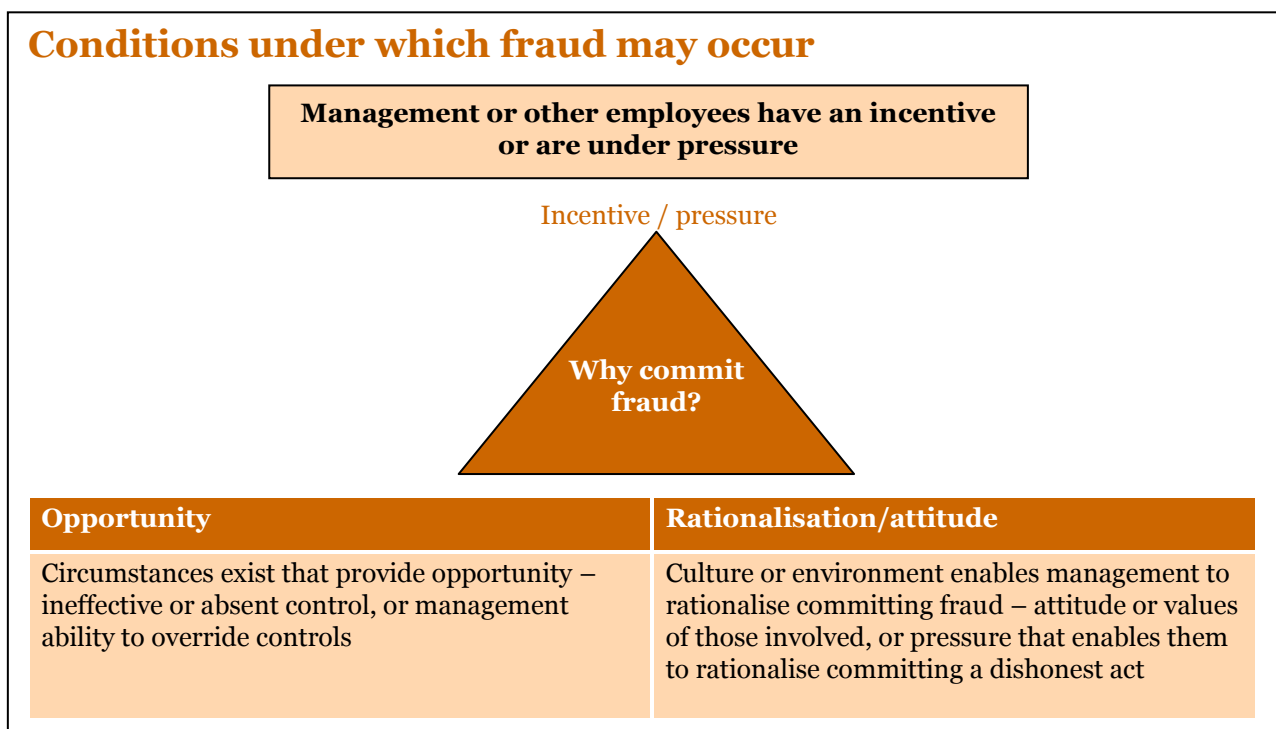 Conditions under which fraud may occur
Management or other employees have an incentive
or are under pressure
Incentive / pressure
Why commit
fraud?
Opportunity
Rationalisation/attitude
Circumstances exist that provide opportunity –
ineffective or absent control, or management
ability to override controls
Culture or environment enables management to
rationalise committing fraud – attitude or values
of those involved, or pressure that enables them
to rationalise committing a dishonest act